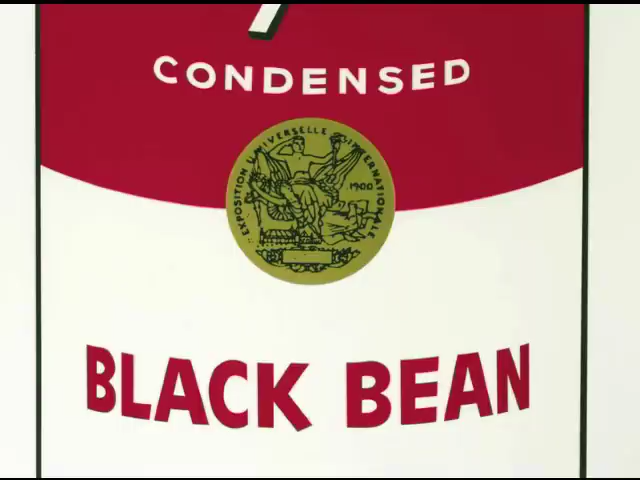 CONDENSED
EXPOSITION UNIVERSELLE INTERNATIONALE
1900
BLACK BEAN